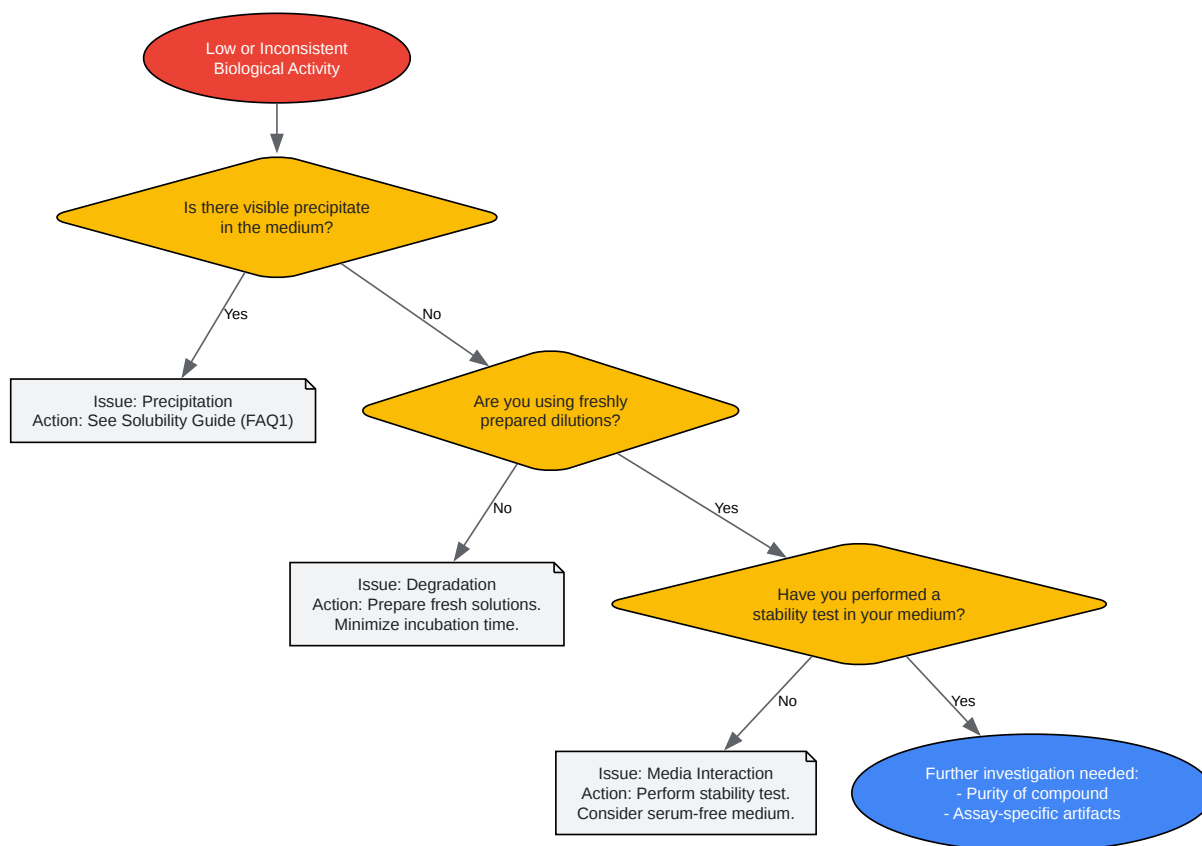 Low or Inconsistent
Biological Activity
Is there visible precipitate
in the medium?
Yes
No
Issue: Precipitation
Action: See Solubility Guide (FAQ1)
Are you using freshly
prepared dilutions?
No
Yes
Issue: Degradation
Action: Prepare fresh solutions.
Minimize incubation time.
Have you performed a
stability test in your medium?
No
Yes
Issue: Media Interaction
Action: Perform stability test.
Consider serum-free medium.
Further investigation needed:
- Purity of compound
- Assay-specific artifacts